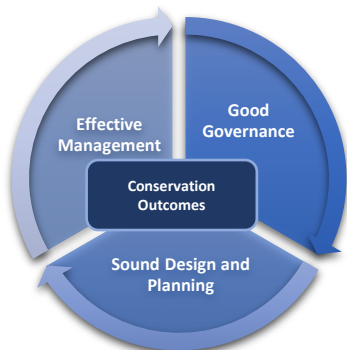 Effective
Management
Good
Governance
Conservation
Outcomes
Sound Design and
Planning